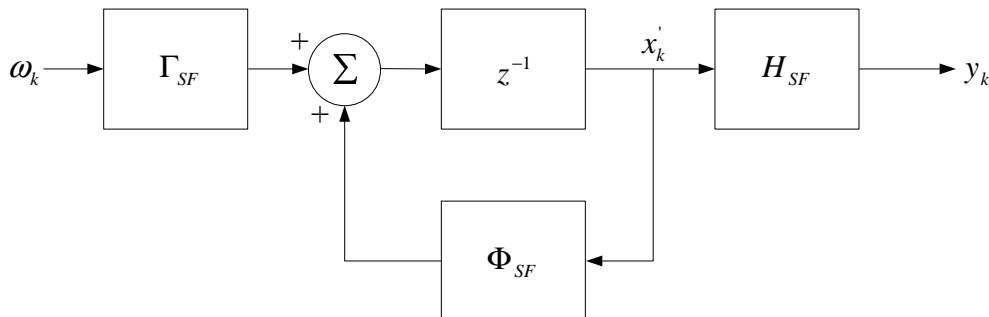 ω_k
Γ_SF
+
Σ
+
z^{-1}
x'_k
H_SF
y_k
Φ_SF